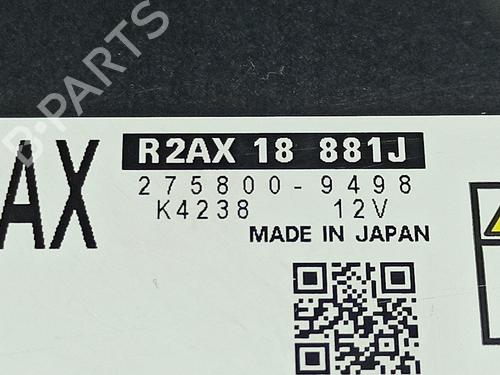 B-PARTS
AX
R2AX 18 881J
275800-9498
K4238 12V
MADE IN JAPAN